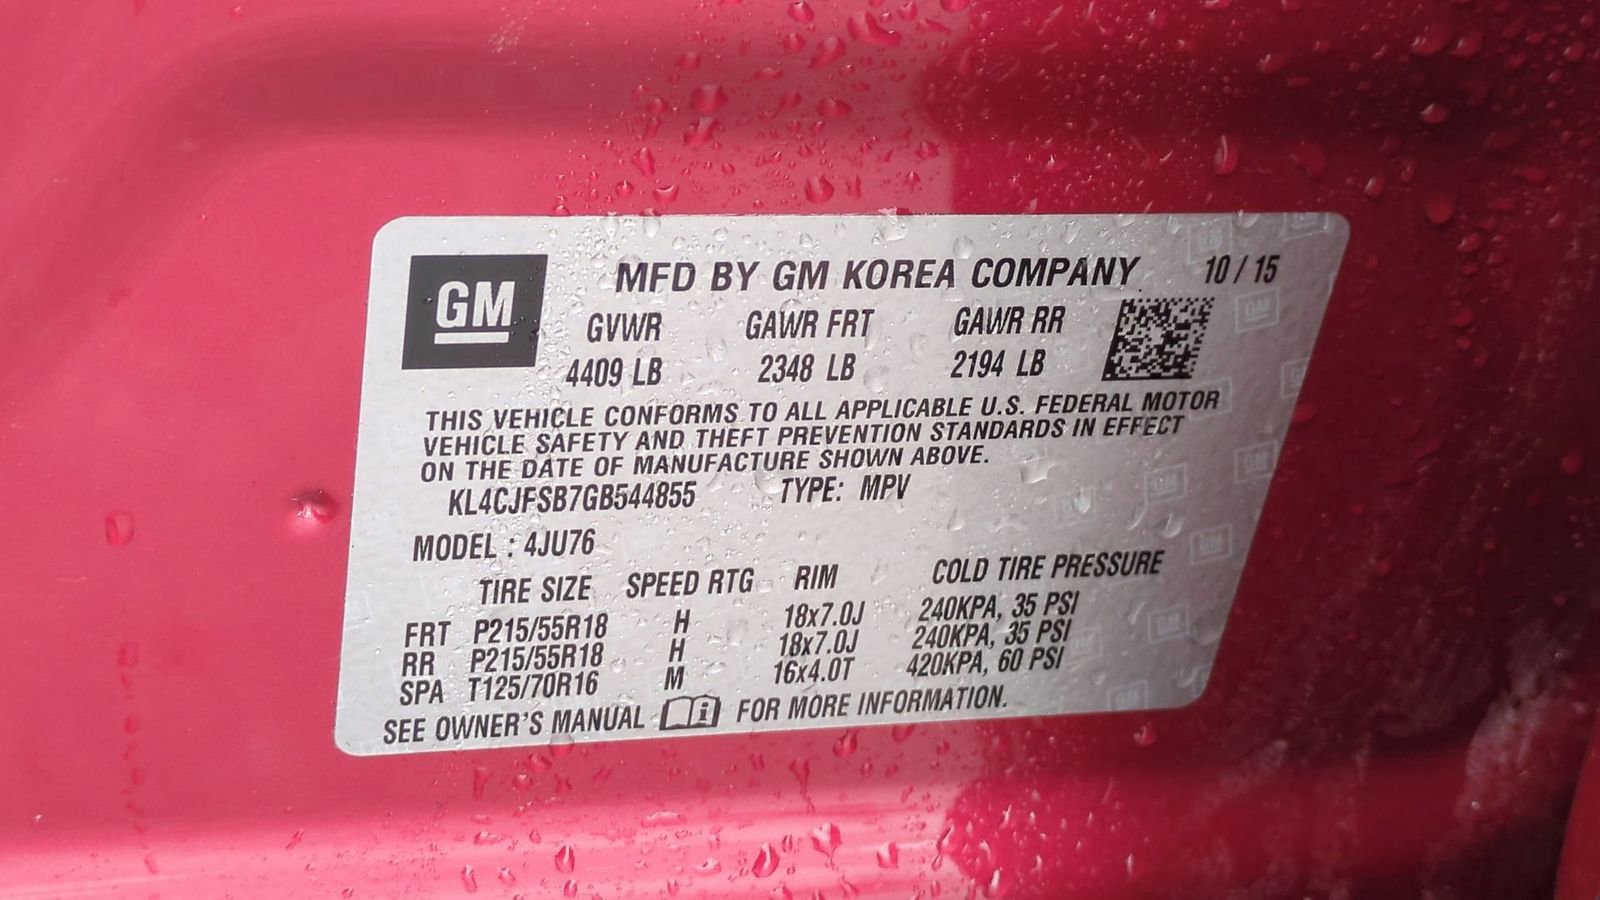 GM
MFD BY GM KOREA COMPANY 10 / 15
GVWR GAWR FRT GAWR RR
4409 LB 2348 LB 2194 LB
THIS VEHICLE CONFORMS TO ALL APPLICABLE U.S. FEDERAL MOTOR
VEHICLE SAFETY AND THEFT PREVENTION STANDARDS IN EFFECT
ON THE DATE OF MANUFACTURE SHOWN ABOVE.
KL4CJFSB7GB544855 TYPE: MPV
MODEL : 4JU76
TIRE SIZE SPEED RTG RIM COLD TIRE PRESSURE
FRT P215/55R18 H 18x7.0J 240KPA, 35 PSI
RR P215/55R18 H 18x7.0J 240KPA, 35 PSI
SPA T125/70R16 M 16x4.0T 420KPA, 60 PSI
SEE OWNER'S MANUAL FOR MORE INFORMATION.